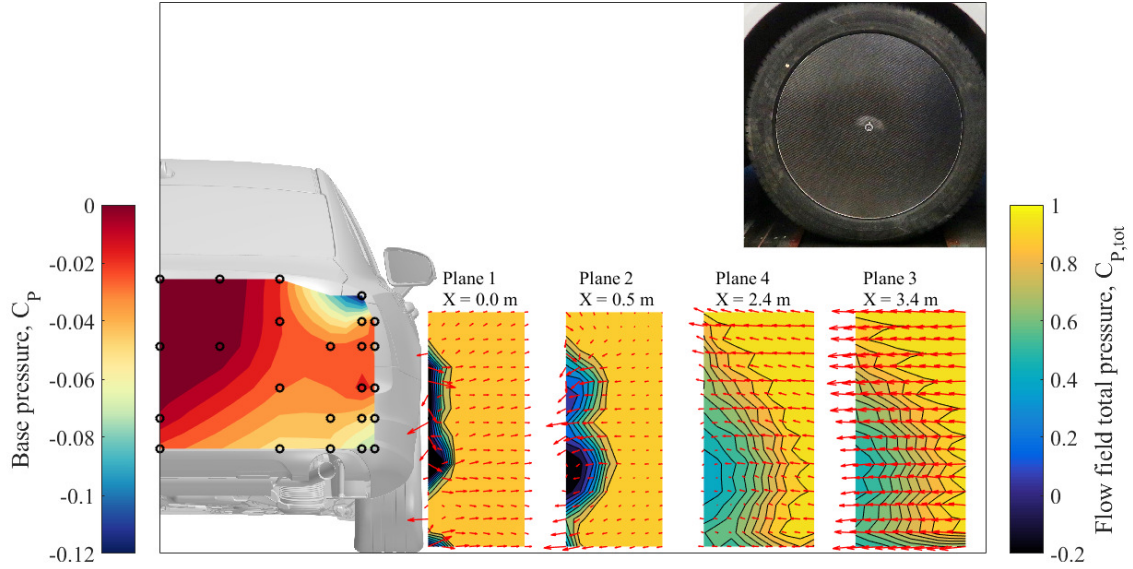 Plane 1
X = 0.0 m
Plane 2
X = 0.5 m
Plane 4
X = 2.4 m
Plane 3
X = 3.4 m
Base pressure, C_P
0
-0.02
-0.04
-0.06
-0.08
-0.11
-0.12
Flow field total pressure, C_P,tot
1
0.8
0.6
0.4
0.2
0
-0.2